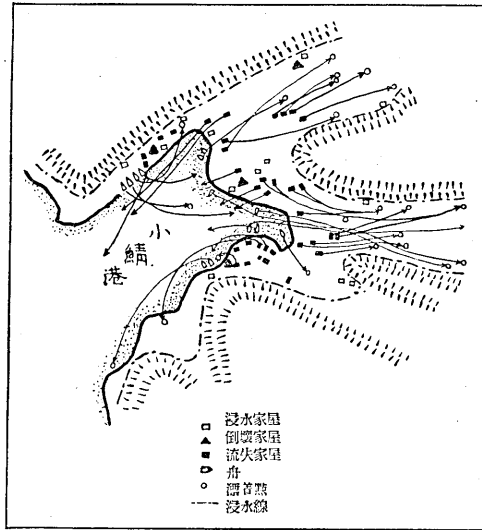 小鯖港
浸水家屋
倒壞家屋
流失家屋
舟
漂着點
浸水線